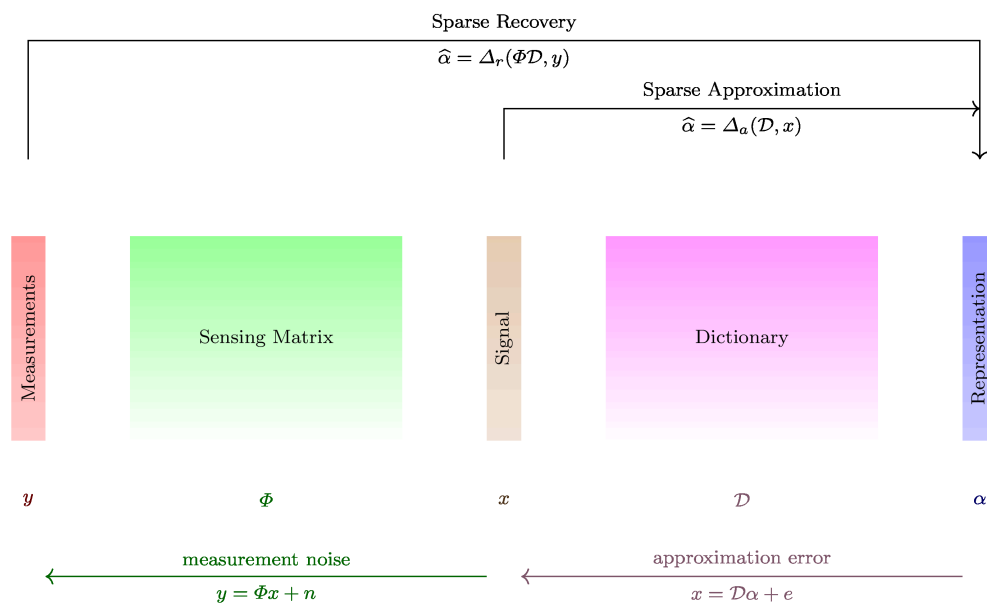 Sparse Recovery
α̂ = Δ_r(Φ𝒟, y)
Sparse Approximation
α̂ = Δ_a(𝒟, x)
Measurements
Sensing Matrix
Signal
Dictionary
Representation
y
Φ
x
𝒟
α
measurement noise
y = Φx + n
approximation error
x = 𝒟α + e